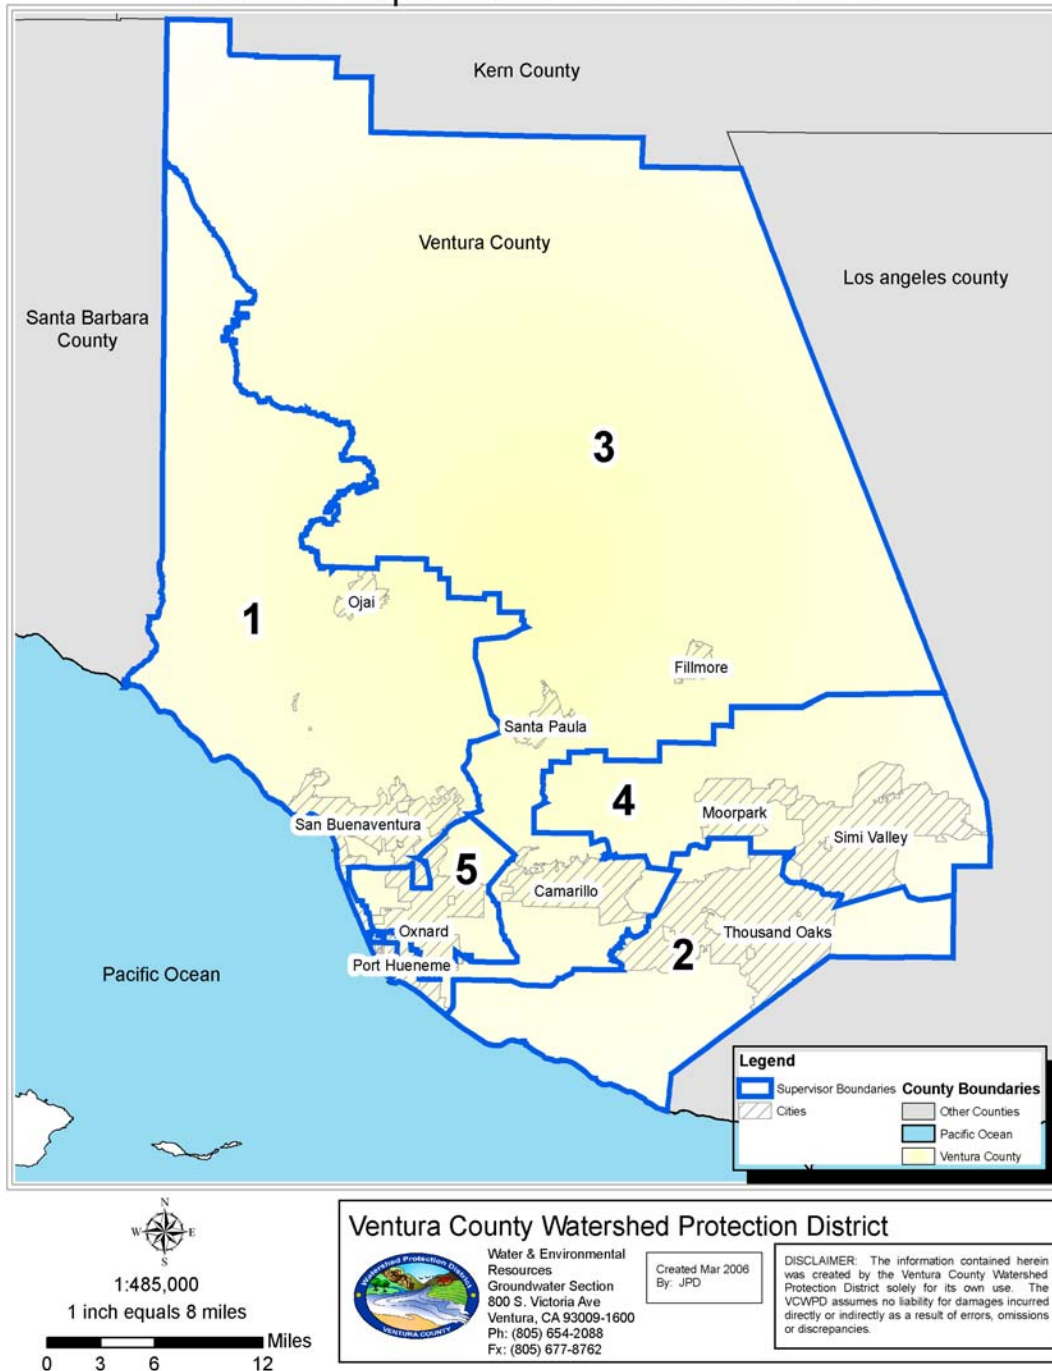 Kern County
Ventura County
Los angeles county
Santa Barbara
County
3
1
Ojai
Fillmore
Santa Paula
4
Moorpark
San Buenaventura
Simi Valley
5
Camarillo
Oxnard
Thousand Oaks
2
Port Hueneme
Pacific Ocean
Legend
Supervisor Boundaries
Cities
County Boundaries
Other Counties
Pacific Ocean
Ventura County
N
W E
S
1:485,000
1 inch equals 8 miles
Miles
0 3 6 12
Ventura County Watershed Protection District
Watershed Protection District
VENTURA COUNTY
Water & Environmental
Resources
Groundwater Section
800 S. Victoria Ave
Ventura, CA 93009-1600
Ph: (805) 654-2088
Fx: (805) 677-8762
Created Mar 2006
By: JPD
DISCLAIMER: The information contained herein
was created by the Ventura County Watershed
Protection District solely for its own use. The
VCWPD assumes no liability for damages incurred
directly or indirectly as a result of errors, omissions
or discrepancies.